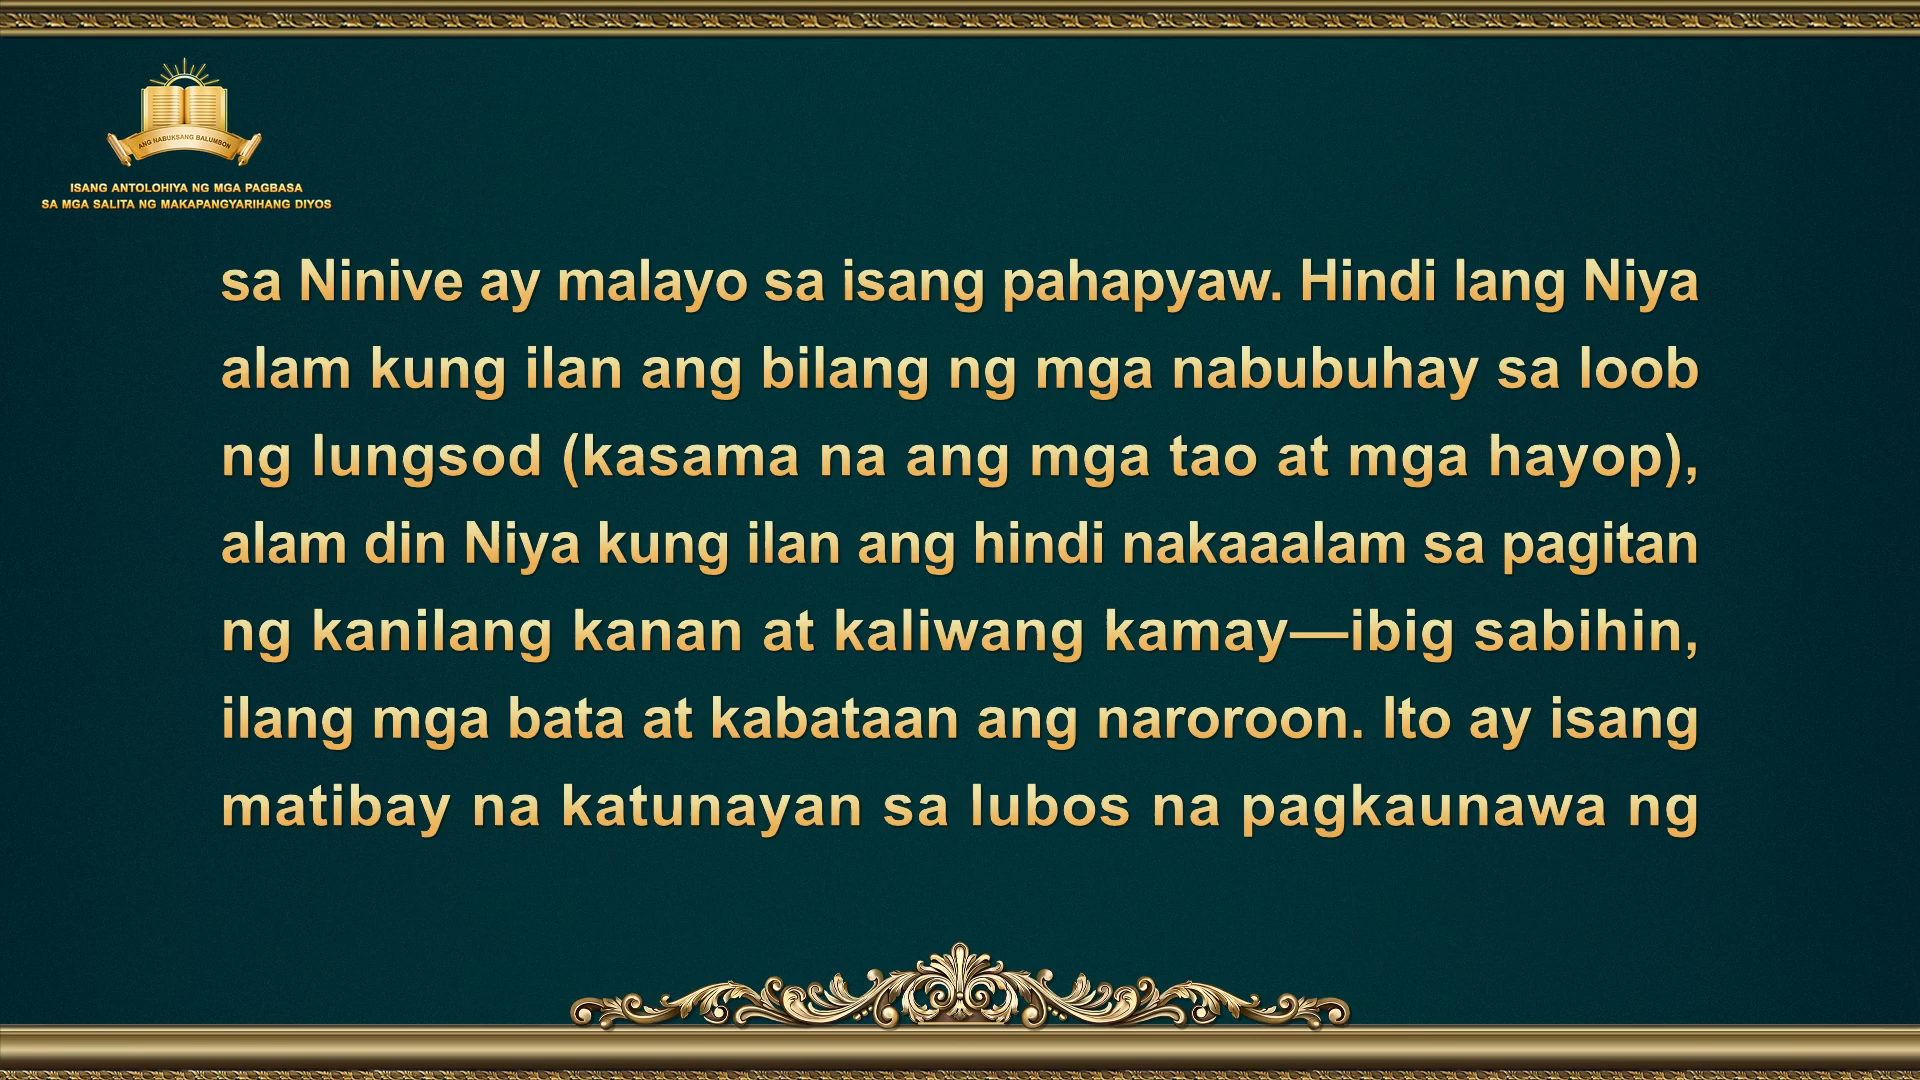 ANG NABUKSANG BALUMBON
ISANG ANTOLOHIYA NG MGA PAGBASA
SA MGA SALITA NG MAKAPANGYARIHANG DIYOS
sa Ninive ay malayo sa isang pahapyaw. Hindi lang Niya
alam kung ilan ang bilang ng mga nabubuhay sa loob
ng lungsod (kasama na ang mga tao at mga hayop),
alam din Niya kung ilan ang hindi nakaaalam sa pagitan
ng kanilang kanan at kaliwang kamay—ibig sabihin,
ilang mga bata at kabataan ang naroroon. Ito ay isang
matibay na katunayan sa lubos na pagkaunawa ng